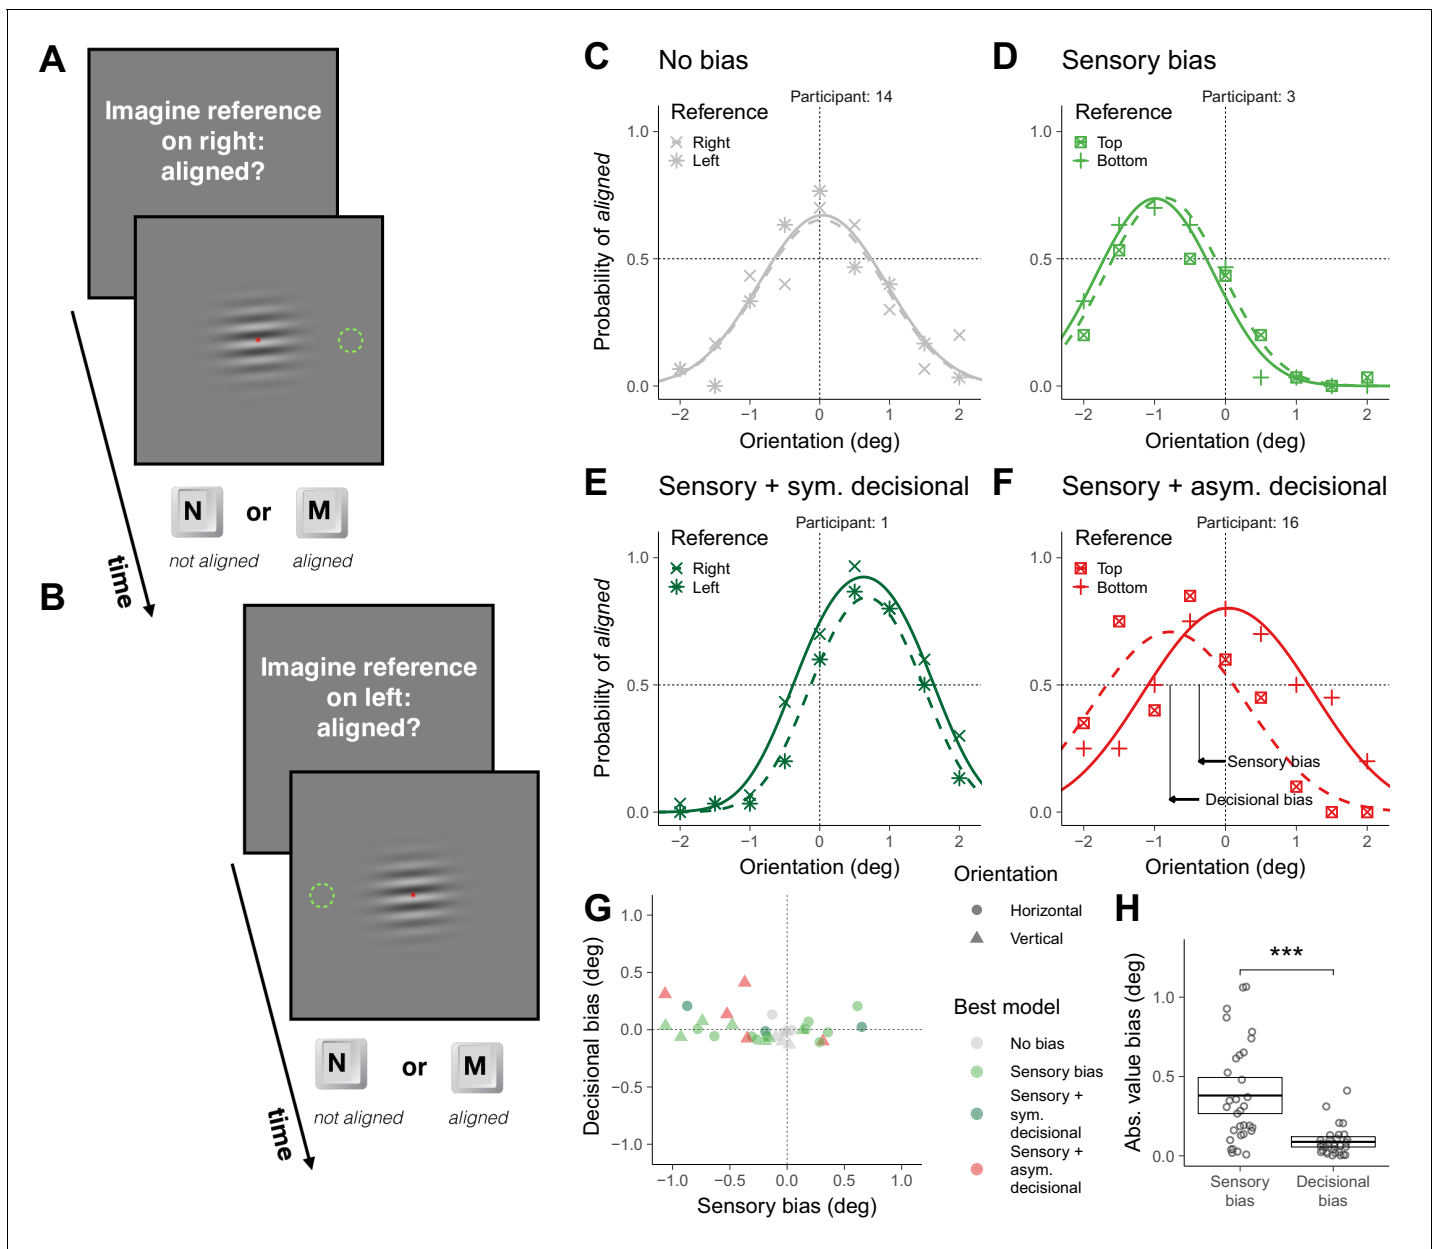 A
Imagine reference
on right:
aligned?
N or M
not aligned aligned
time
B
Imagine reference
on left:
aligned?
N or M
not aligned aligned
time
C No bias
Participant: 14
Reference
Right
Left
Probability of aligned
1.0
0.5
0.0
−2 −1 0 1 2
Orientation (deg)
D Sensory bias
Participant: 3
Reference
Top
Bottom
1.0
0.5
0.0
−2 −1 0 1 2
Orientation (deg)
E Sensory + sym. decisional
Participant: 1
Reference
Right
Left
Probability of aligned
1.0
0.5
0.0
−2 −1 0 1 2
Orientation (deg)
F Sensory + asym. decisional
Participant: 16
Reference
Top
Bottom
1.0
0.5
0.0
Sensory bias
Decisional bias
−2 −1 0 1 2
Orientation (deg)
G
Decisional bias (deg)
1.0
0.5
0.0
−0.5
−1.0
−1.0 −0.5 0.0 0.5 1.0
Sensory bias (deg)
Orientation
Horizontal
Vertical
Best model
No bias
Sensory bias
Sensory +
sym.
decisional
Sensory +
asym.
decisional
H
Abs. value bias (deg)
***
1.0
0.5
0.0
Sensory
bias
Decisional
bias